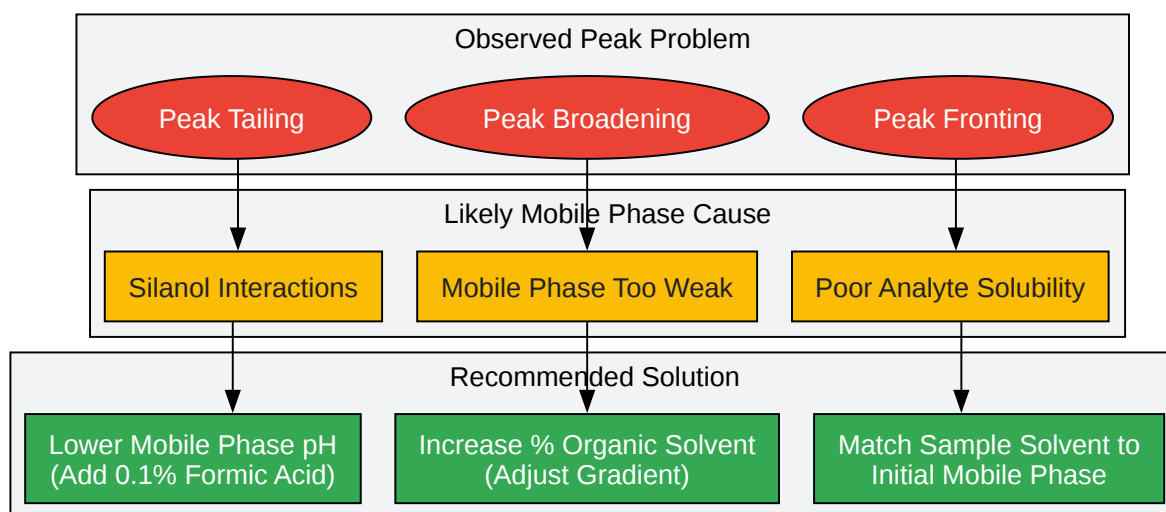 Observed Peak Problem
Peak Tailing
Peak Broadening
Peak Fronting
Likely Mobile Phase Cause
Silanol Interactions
Mobile Phase Too Weak
Poor Analyte Solubility
Recommended Solution
Lower Mobile Phase pH
(Add 0.1% Formic Acid)
Increase % Organic Solvent
(Adjust Gradient)
Match Sample Solvent to
Initial Mobile Phase